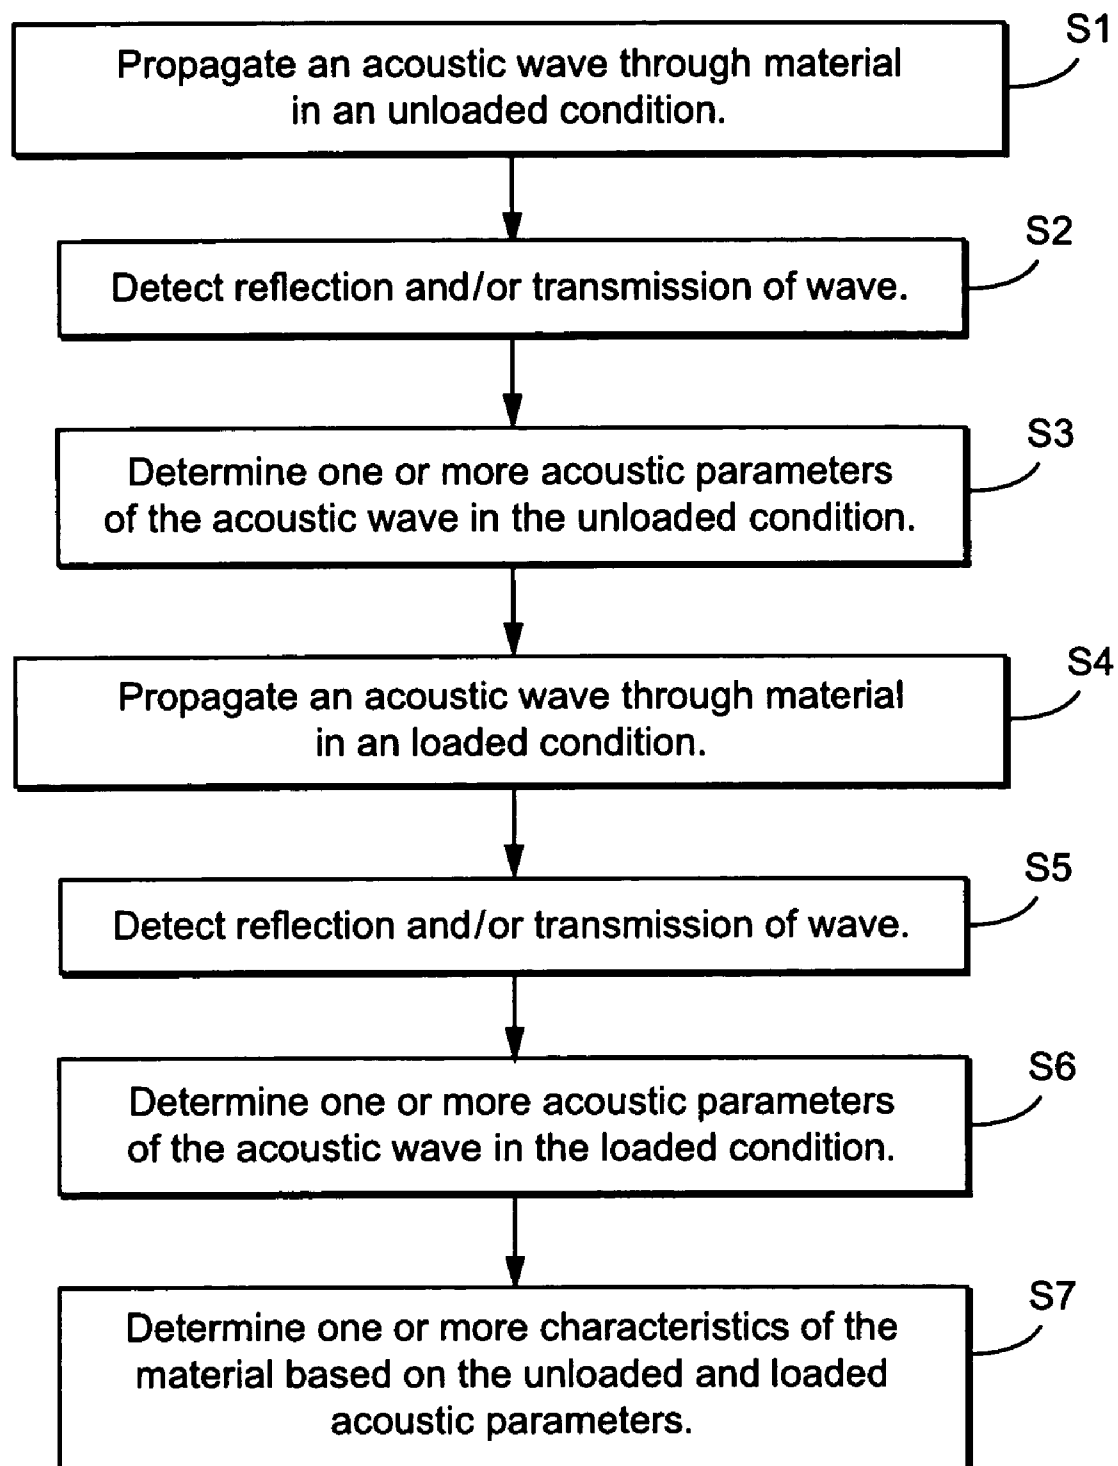 S1
Propagate an acoustic wave through material
in an unloaded condition.
S2
Detect reflection and/or transmission of wave.
S3
Determine one or more acoustic parameters
of the acoustic wave in the unloaded condition.
S4
Propagate an acoustic wave through material
in an loaded condition.
S5
Detect reflection and/or transmission of wave.
S6
Determine one or more acoustic parameters
of the acoustic wave in the loaded condition.
S7
Determine one or more characteristics of the
material based on the unloaded and loaded
acoustic parameters.